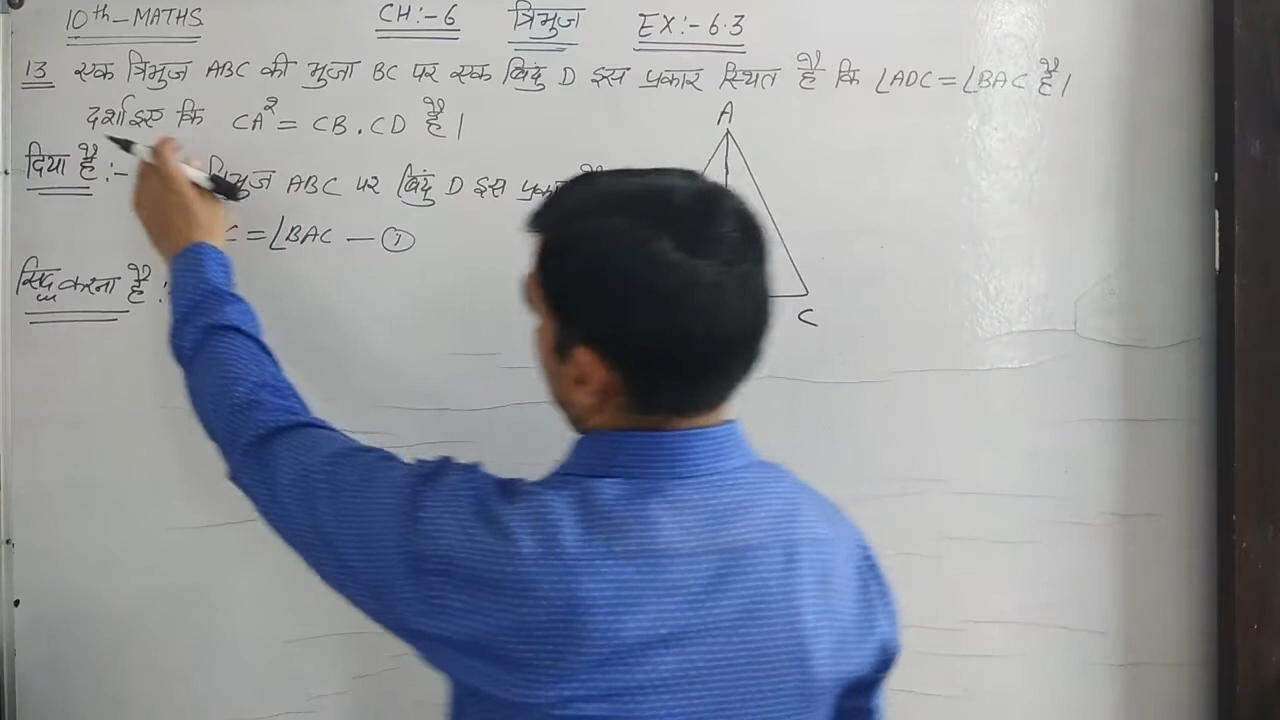 10th-MATHS CH:-6 त्रिभुज EX:-6.3
13 एक त्रिभुज ABC की भुजा BC पर एक बिंदु D इस प्रकार स्थित है कि ∠ADC = ∠BAC है।
दर्शाइए कि CA² = CB . CD है।
दिया है :- ABC पर बिंदु D इस
= ∠BAC — ①
सिद्ध करना है :
A
C